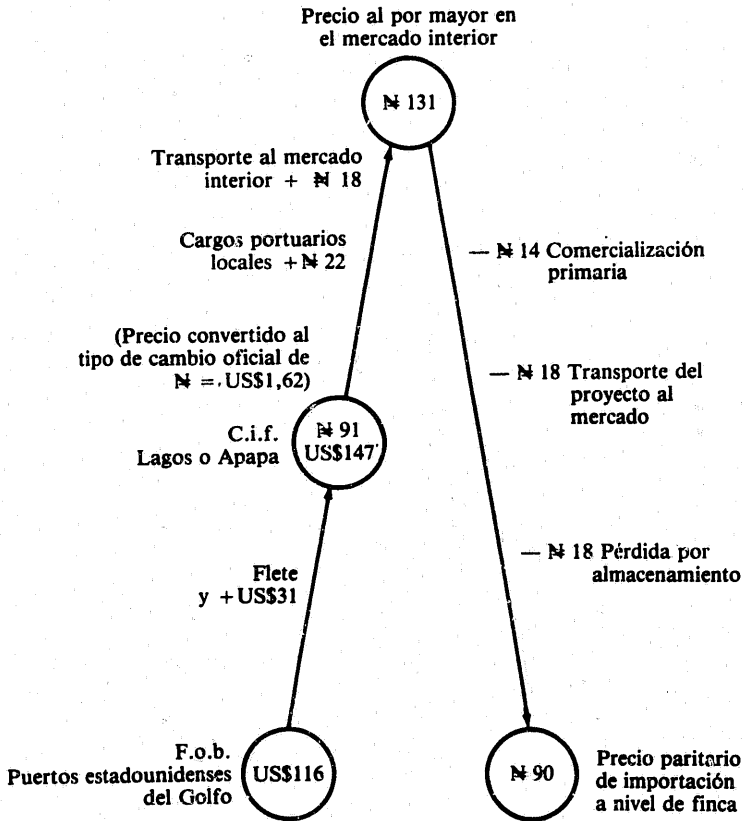 Precio al por mayor en
el mercado interior
₦ 131
Transporte al mercado
interior + ₦ 18
Cargos portuarios
locales + ₦ 22
(Precio convertido al
tipo de cambio oficial de
₦ = US$1,62)
C.i.f.
Lagos o Apapa
₦ 91
US$147
Flete
y + US$31
F.o.b.
Puertos estadounidenses
del Golfo
US$116
— ₦ 14 Comercialización
primaria
— ₦ 18 Transporte del
proyecto al
mercado
— ₦ 18 Pérdida por
almacenamiento
₦ 90
Precio paritario
de importación
a nivel de finca